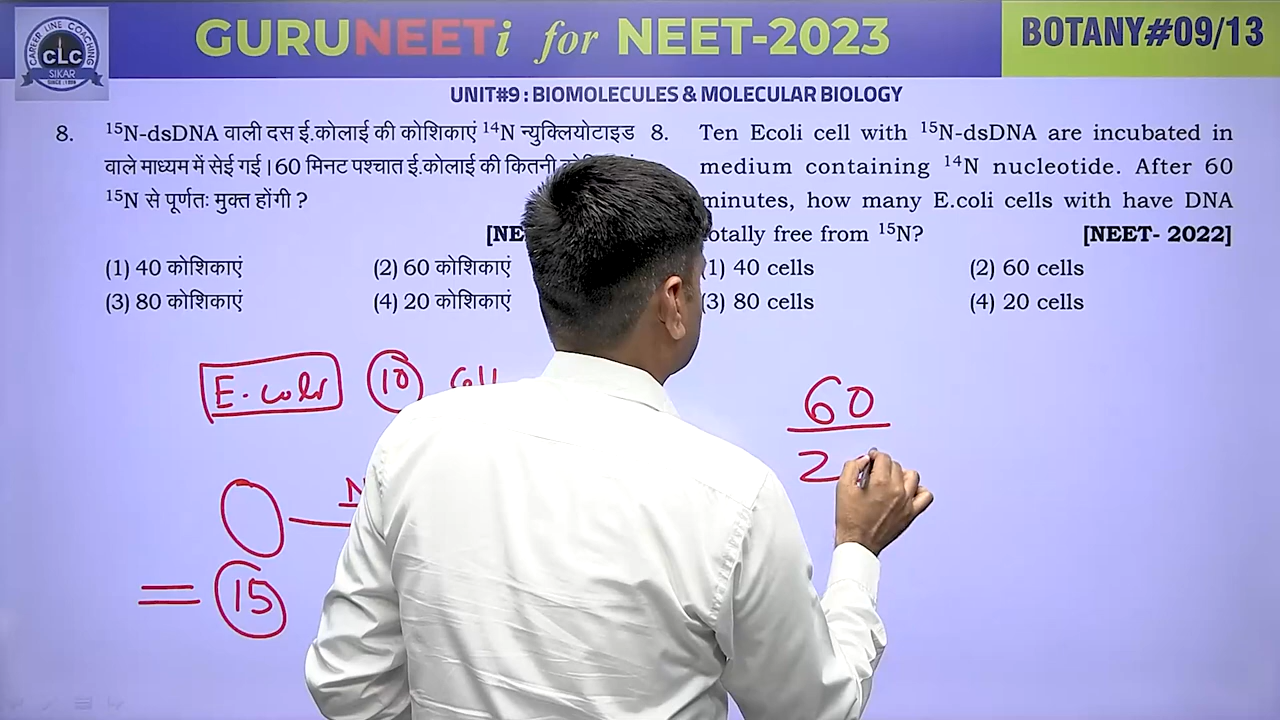 CAREER LINE COACHING
CLC
SIKAR
SINCE : 1996
GURUNEETi for NEET-2023
BOTANY#09/13
UNIT#9 : BIOMOLECULES & MOLECULAR BIOLOGY
8. ¹⁵N-dsDNA वाली दस ई.कोलाई की कोशिकाएं ¹⁴N न्युक्लियोटाइड
वाले माध्यम में सेई गई। 60 मिनट पश्चात ई.कोलाई की कितनी
¹⁵N से पूर्णतः मुक्त होंगी ?
[NE
(1) 40 कोशिकाएं (2) 60 कोशिकाएं
(3) 80 कोशिकाएं (4) 20 कोशिकाएं
8. Ten Ecoli cell with ¹⁵N-dsDNA are incubated in
medium containing ¹⁴N nucleotide. After 60
minutes, how many E.coli cells with have DNA
totally free from ¹⁵N? [NEET- 2022]
(1) 40 cells (2) 60 cells
(3) 80 cells (4) 20 cells
E. coli 10
60
2
N
= 15